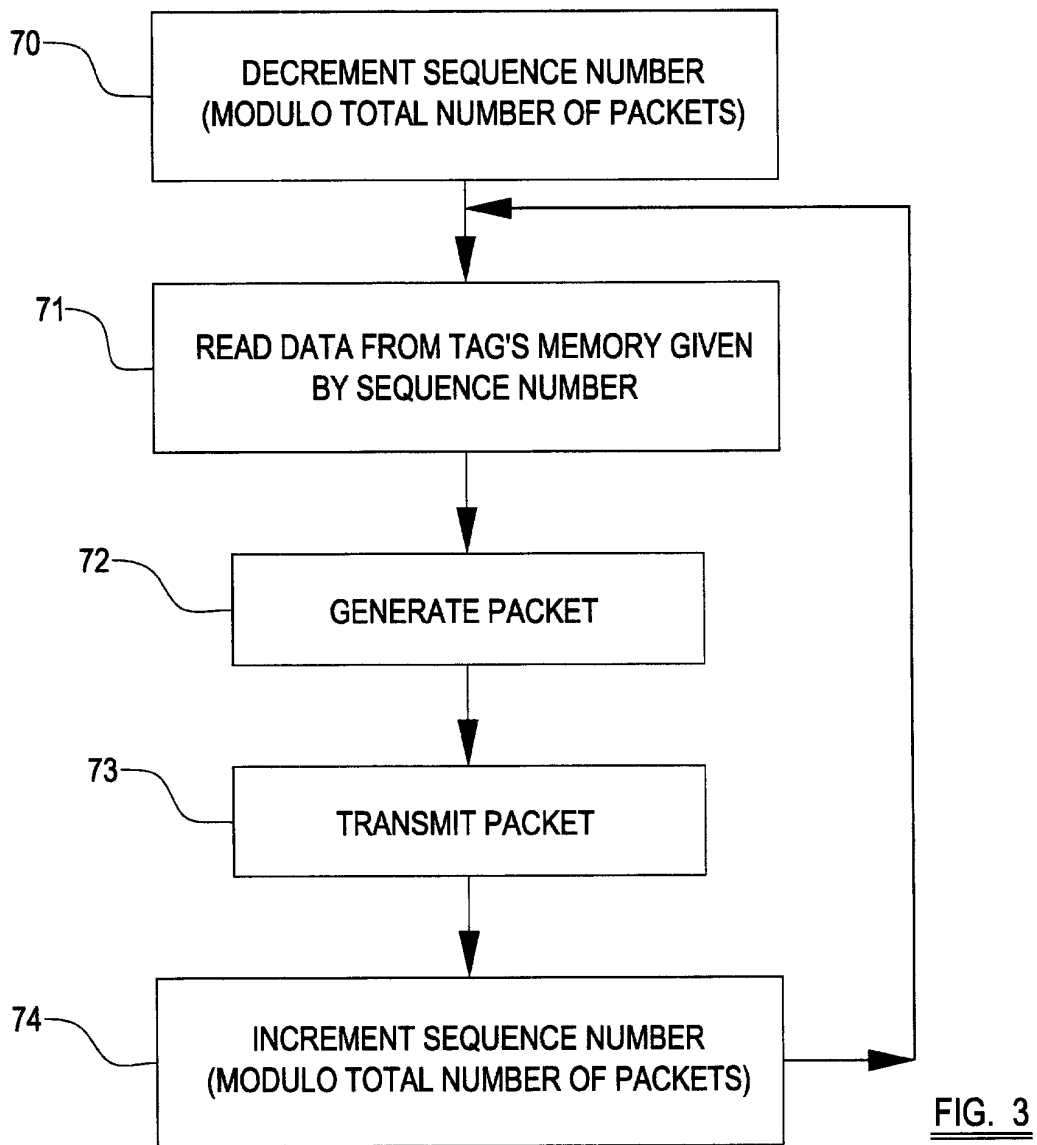 70
DECREMENT SEQUENCE NUMBER
(MODULO TOTAL NUMBER OF PACKETS)
71
READ DATA FROM TAG'S MEMORY GIVEN
BY SEQUENCE NUMBER
72
GENERATE PACKET
73
TRANSMIT PACKET
74
INCREMENT SEQUENCE NUMBER
(MODULO TOTAL NUMBER OF PACKETS)
FIG. 3